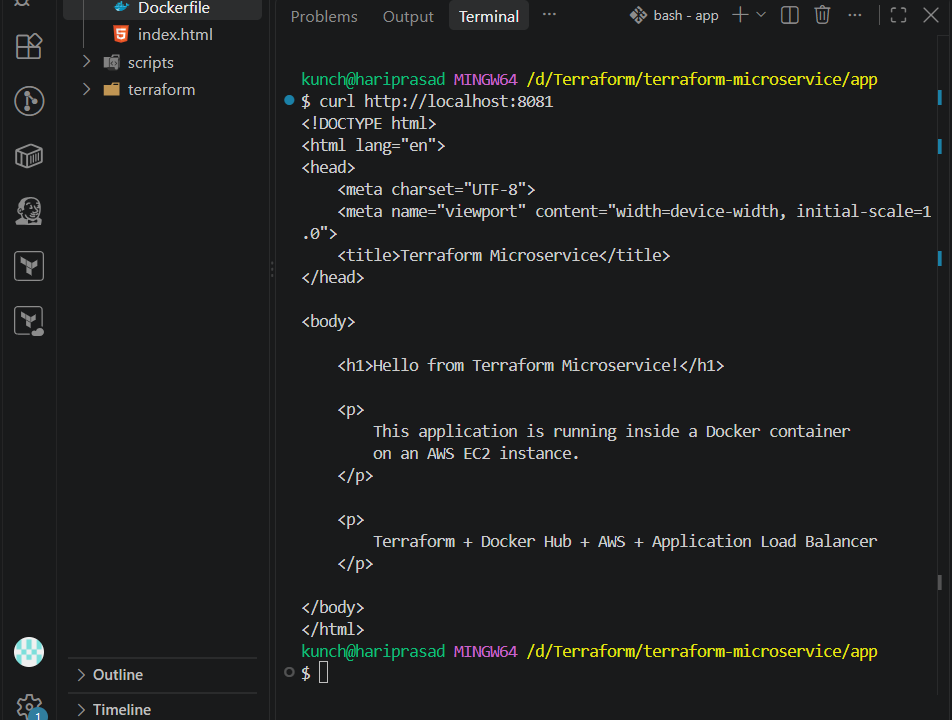 Dockerfile
index.html
scripts
terraform
Outline
Timeline
1
Problems Output Terminal ··· bash - app
kunch@hariprasad MINGW64 /d/Terraform/terraform-microservice/app
$ curl http://localhost:8081
<!DOCTYPE html>
<html lang="en">
<head>
    <meta charset="UTF-8">
    <meta name="viewport" content="width=device-width, initial-scale=1
.0">
    <title>Terraform Microservice</title>
</head>
<body>
    <h1>Hello from Terraform Microservice!</h1>
    <p>
        This application is running inside a Docker container
        on an AWS EC2 instance.
    </p>
    <p>
        Terraform + Docker Hub + AWS + Application Load Balancer
    </p>
</body>
</html>
kunch@hariprasad MINGW64 /d/Terraform/terraform-microservice/app
$